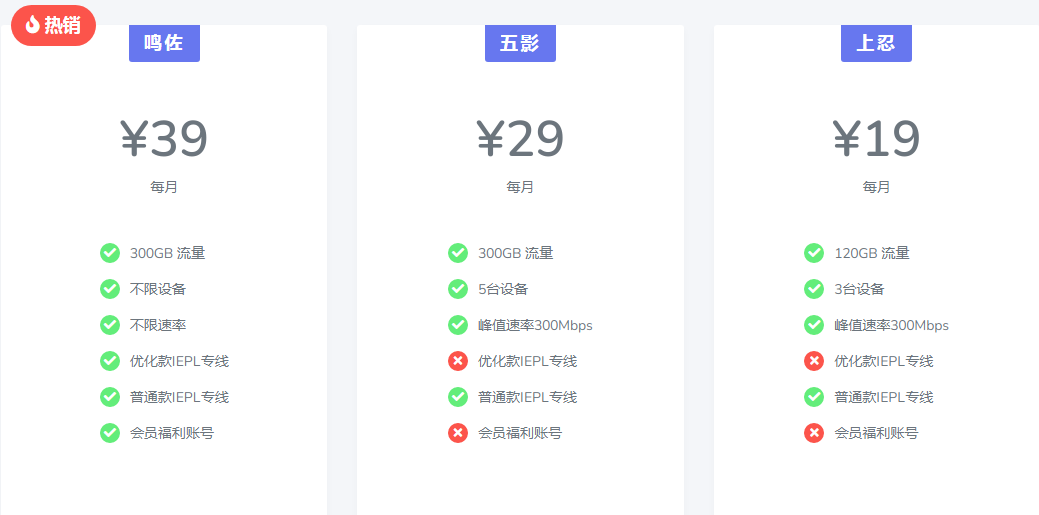 热销
鸣佐
¥39
每月
300GB 流量
不限设备
不限速率
优化款IEPL专线
普通款IEPL专线
会员福利账号
五影
¥29
每月
300GB 流量
5台设备
峰值速率300Mbps
优化款IEPL专线
普通款IEPL专线
会员福利账号
上忍
¥19
每月
120GB 流量
3台设备
峰值速率300Mbps
优化款IEPL专线
普通款IEPL专线
会员福利账号